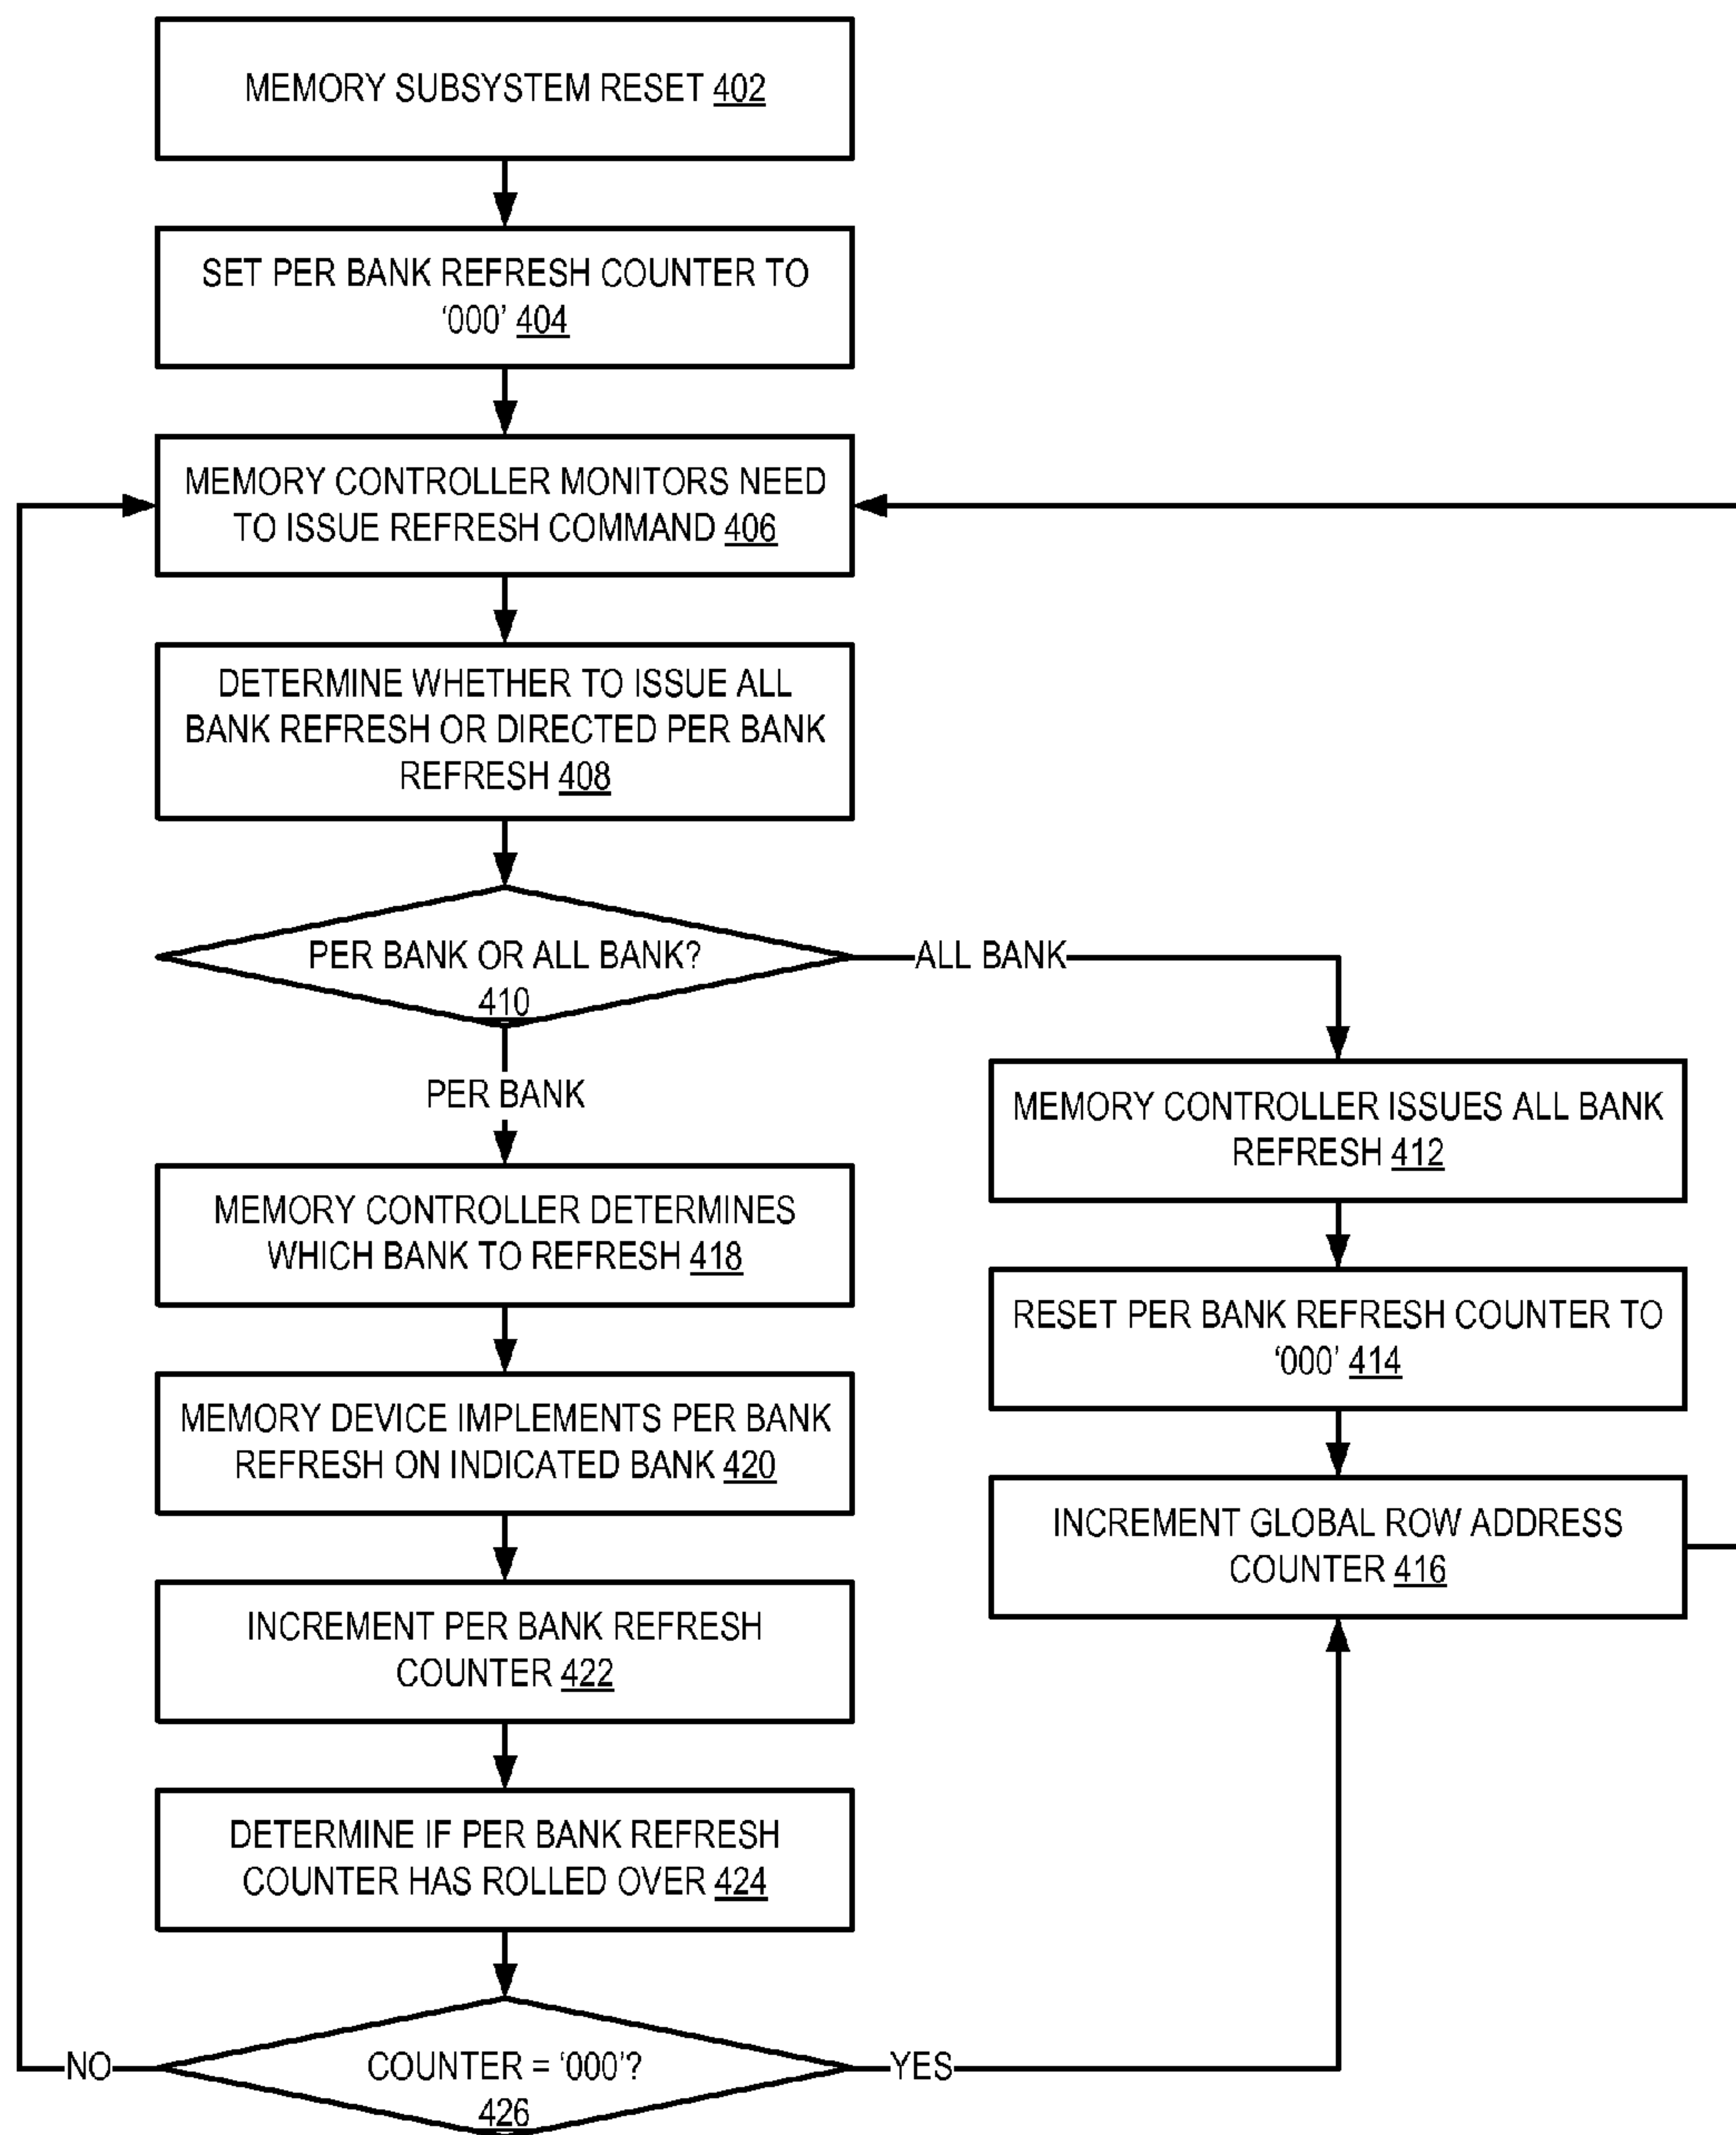 MEMORY SUBSYSTEM RESET 402
SET PER BANK REFRESH COUNTER TO
‘000’ 404
MEMORY CONTROLLER MONITORS NEED
TO ISSUE REFRESH COMMAND 406
DETERMINE WHETHER TO ISSUE ALL
BANK REFRESH OR DIRECTED PER BANK
REFRESH 408
PER BANK OR ALL BANK?
410
ALL BANK
PER BANK
MEMORY CONTROLLER ISSUES ALL BANK
REFRESH 412
RESET PER BANK REFRESH COUNTER TO
‘000’ 414
INCREMENT GLOBAL ROW ADDRESS
COUNTER 416
MEMORY CONTROLLER DETERMINES
WHICH BANK TO REFRESH 418
MEMORY DEVICE IMPLEMENTS PER BANK
REFRESH ON INDICATED BANK 420
INCREMENT PER BANK REFRESH
COUNTER 422
DETERMINE IF PER BANK REFRESH
COUNTER HAS ROLLED OVER 424
COUNTER = ‘000’?
426
NO
YES